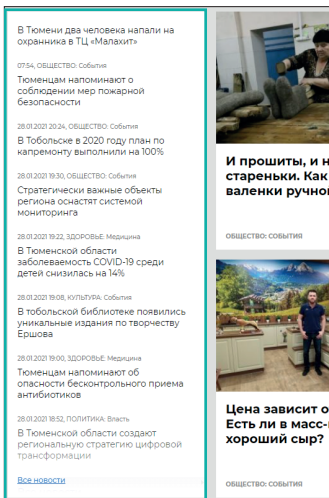 В Тюмени два человека напали на
охранника в ТЦ «Малахит»
07:54, ОБЩЕСТВО: События
Тюменцам напоминают о
соблюдении мер пожарной
безопасности
28.01.2021 20:24, ОБЩЕСТВО: События
В Тобольске в 2020 году план по
капремонту выполнили на 100%
28.01.2021 19:30, ОБЩЕСТВО: События
Стратегически важные объекты
региона оснастят системой
мониторинга
28.01.2021 19:22, ЗДОРОВЬЕ: Медицина
В Тюменской области
заболеваемость COVID-19 среди
детей снизилась на 14%
28.01.2021 19:08, КУЛЬТУРА: События
В тобольской библиотеке появились
уникальные издания по творчеству
Ершова
28.01.2021 19:00, ЗДОРОВЬЕ: Медицина
Тюменцам напоминают об
опасности бесконтрольного приема
антибиотиков
28.01.2021 18:52, ПОЛИТИКА: Власть
В Тюменской области создают
региональную стратегию цифровой
трансформации
Все новости
И прошиты, и н
стареньки. Как
валенки ручно
ОБЩЕСТВО: СОБЫТИЯ
Цена зависит о
Есть ли в масс-
хороший сыр?
ОБЩЕСТВО: СОБЫТИЯ